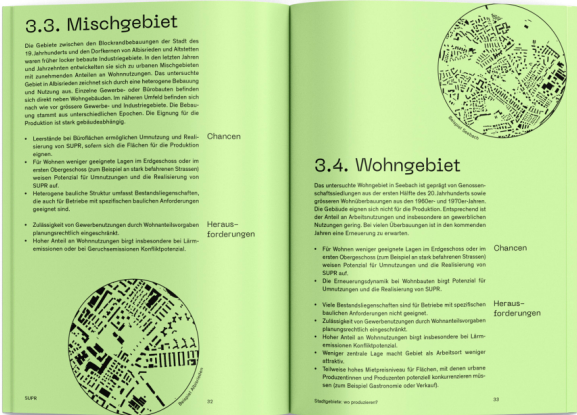 3.3. Mischgebiet
Die Gebiete zwischen den Blockrandbebauungen der Stadt des
19. Jahrhunderts und den Dorfkernen von Albisrieden und Altstetten
waren früher locker bebaute Industriegebiete. In den letzten Jahren
und Jahrzehnten entwickelten sie sich zu urbanen Mischgebieten
mit zunehmenden Anteilen an Wohnnutzungen. Das untersuchte
Gebiet in Albisrieden zeichnet sich durch eine heterogene Bebauung
und Nutzung aus. Einzelne Gewerbe- oder Bürobauten befinden
sich direkt neben Wohngebäuden. Im näheren Umfeld befinden sich
nach wie vor grössere Gewerbe- und Industriegebiete. Die Bebau-
ung stammt aus unterschiedlichen Epochen. Die Eignung für die
Produktion ist stark gebäudeabhängig.
• Leerstände bei Büroflächen ermöglichen Umnutzung und Reali-
sierung von SUPR, sofern sich die Flächen für die Produktion
eignen.
• Für Wohnen weniger geeignete Lagen im Erdgeschoss oder im
ersten Obergeschoss (zum Beispiel an stark befahrenen Strassen)
weisen Potenzial für Umnutzungen und die Realisierung von
SUPR auf.
• Heterogene bauliche Struktur umfasst Bestandsliegenschaften,
die auch für Betriebe mit spezifischen baulichen Anforderungen
geeignet sind.
Chancen
• Zulässigkeit von Gewerbenutzungen durch Wohnanteilsvorgaben
planungsrechtlich eingeschränkt.
• Hoher Anteil an Wohnnutzungen birgt insbesondere bei Lärm-
emissionen oder bei Geruchsemissionen Konfliktpotenzial.
Heraus-
forderungen
Beispiel Albisrieden
SUPR
32
Beispiel Seebach
3.4. Wohngebiet
Das untersuchte Wohngebiet in Seebach ist geprägt von Genossen-
schaftssiedlungen aus der ersten Hälfte des 20. Jahrhunderts sowie
grösseren Wohnüberbauungen aus den 1960er- und 1970er-Jahren.
Die Gebäude eignen sich nicht für die Produktion. Entsprechend ist
der Anteil an Arbeitsnutzungen und insbesondere an gewerblichen
Nutzungen gering. Bei vielen Überbauungen ist in den kommenden
Jahren eine Erneuerung zu erwarten.
• Für Wohnen weniger geeignete Lagen im Erdgeschoss oder im
ersten Obergeschoss (zum Beispiel an stark befahrenen Strassen)
weisen Potenzial für Umnutzungen und die Realisierung von
SUPR auf.
• Die Erneuerungsdynamik bei Wohnbauten birgt Potenzial für
Umnutzungen und die Realisierung von SUPR.
Chancen
• Viele Bestandsliegenschaften sind für Betriebe mit spezifischen
baulichen Anforderungen nicht geeignet.
• Zulässigkeit von Gewerbenutzungen durch Wohnanteilsvorgaben
planungsrechtlich eingeschränkt.
• Hoher Anteil an Wohnnutzungen birgt insbesondere bei Lärm-
emissionen Konfliktpotenzial.
• Weniger zentrale Lage macht Gebiet als Arbeitsort weniger
attraktiv.
• Teilweise hohes Mietpreisniveau für Flächen, mit denen urbane
Produzentinnen und Produzenten potenziell konkurrenzieren müs-
sen (zum Beispiel Gastronomie oder Verkauf).
Heraus-
forderungen
Stadtgebiete: wo produzieren?
33